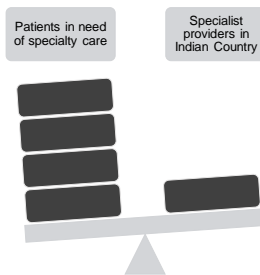 Patients in need
of specialty care
Specialist
providers in
Indian Country